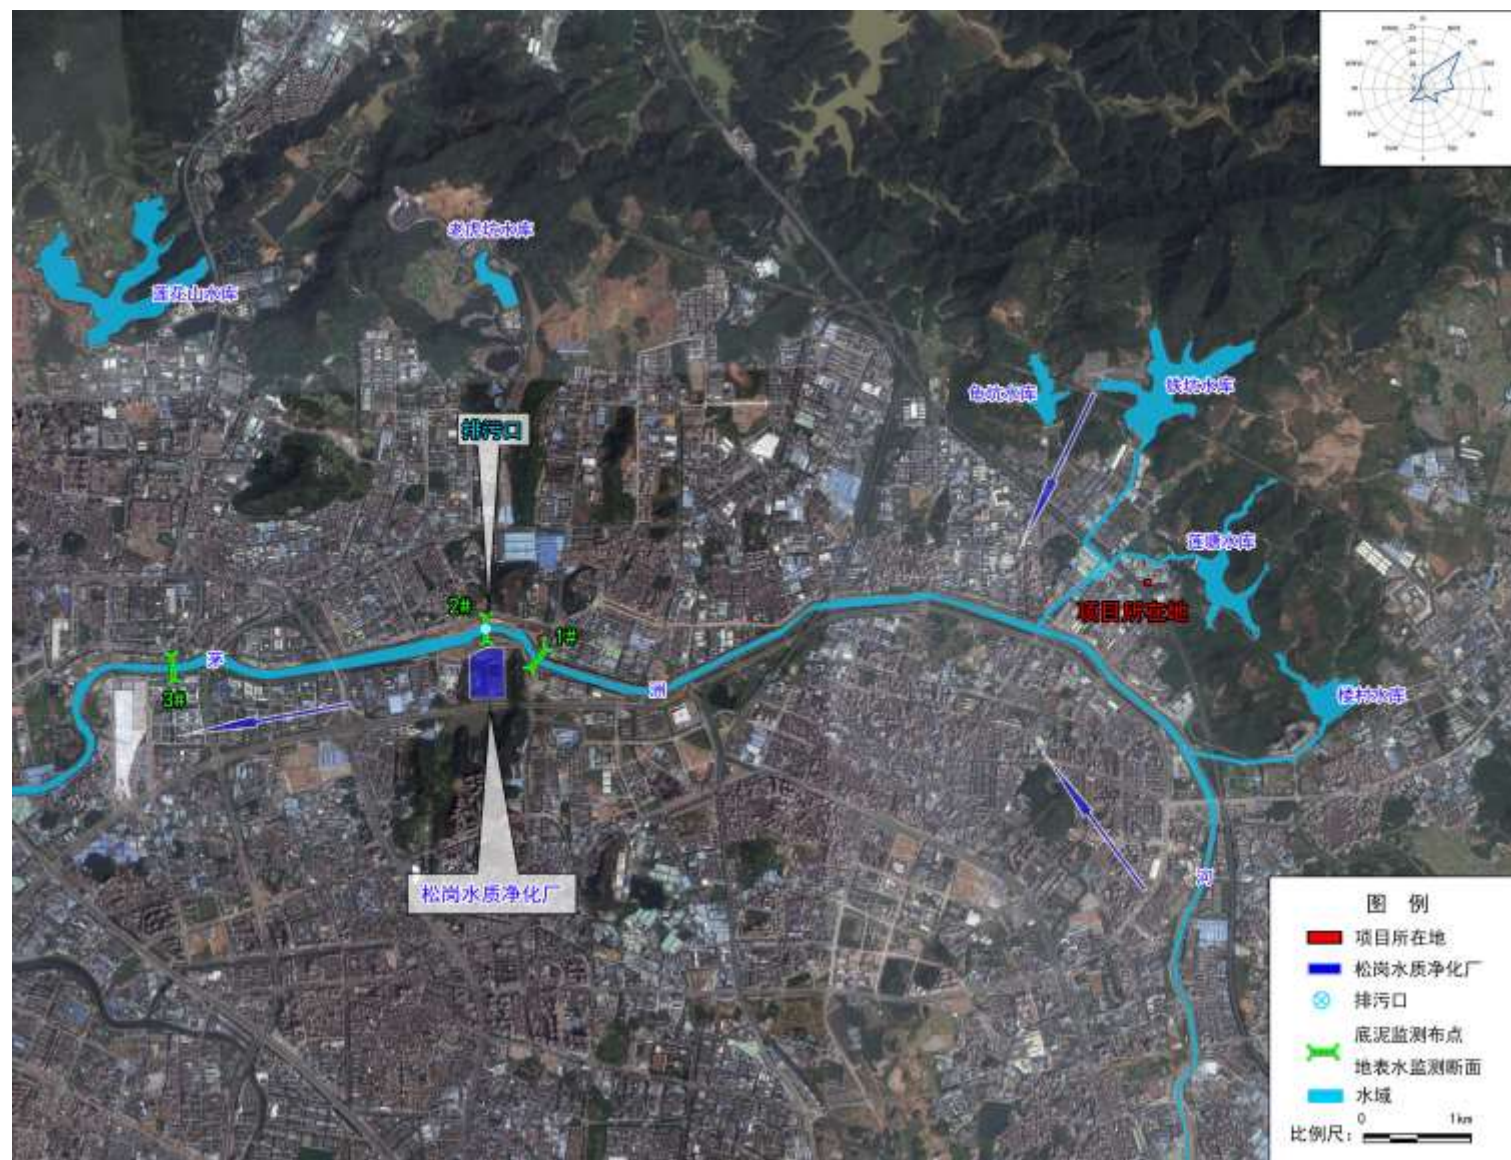 老虎坑水库
莲花山水库
色坑水库
铁坑水库
排污口
莲塘水库
项目所在地
2#
1#
茅
3#
洲
楼村水库
河
松岗水质净化厂
图 例
项目所在地
松岗水质净化厂
排污口
底泥监测布点
地表水监测断面
水域
0 1km
比例尺: